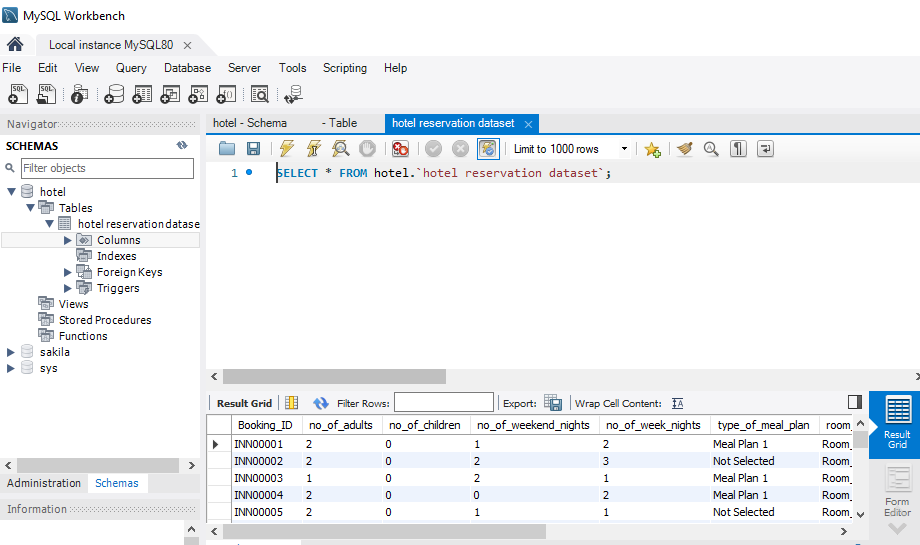 MySQL Workbench
Local instance MySQL80
File Edit View Query Database Server Tools Scripting Help
Navigator
SCHEMAS
Filter objects
hotel
Tables
hotel reservation datase
Columns
Indexes
Foreign Keys
Triggers
Views
Stored Procedures
Functions
sakila
sys
Administration Schemas
Information
hotel - Schema - Table hotel reservation dataset
Limit to 1000 rows
1 SELECT * FROM hotel.`hotel reservation dataset`;
Result Grid Filter Rows: Export: Wrap Cell Content:
Booking_ID no_of_adults no_of_children no_of_weekend_nights no_of_week_nights type_of_meal_plan room_
INN00001 2 0 1 2 Meal Plan 1 Room_
INN00002 2 0 2 3 Not Selected Room_
INN00003 1 0 2 1 Meal Plan 1 Room_
INN00004 2 0 0 2 Meal Plan 1 Room_
INN00005 2 0 1 1 Not Selected Room_
Result
Grid
Form
Editor